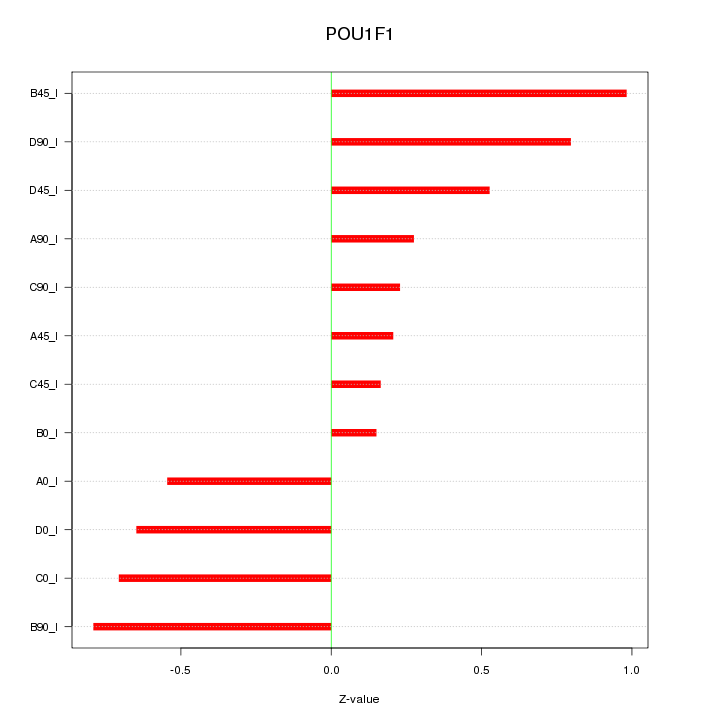 POU1F1
B45_I
D90_I
D45_I
A90_I
C90_I
A45_I
C45_I
B0_I
A0_I
D0_I
C0_I
B90_I
-0.5 0.0 0.5 1.0
Z-value